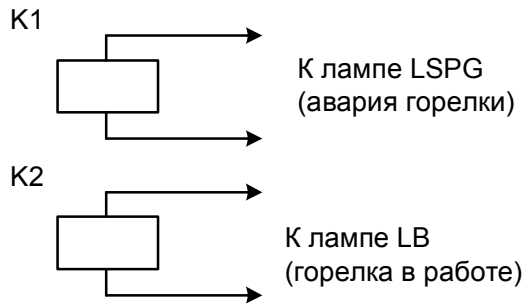 K1
К лампе LSPG
(авария горелки)
K2
К лампе LB
(горелка в работе)